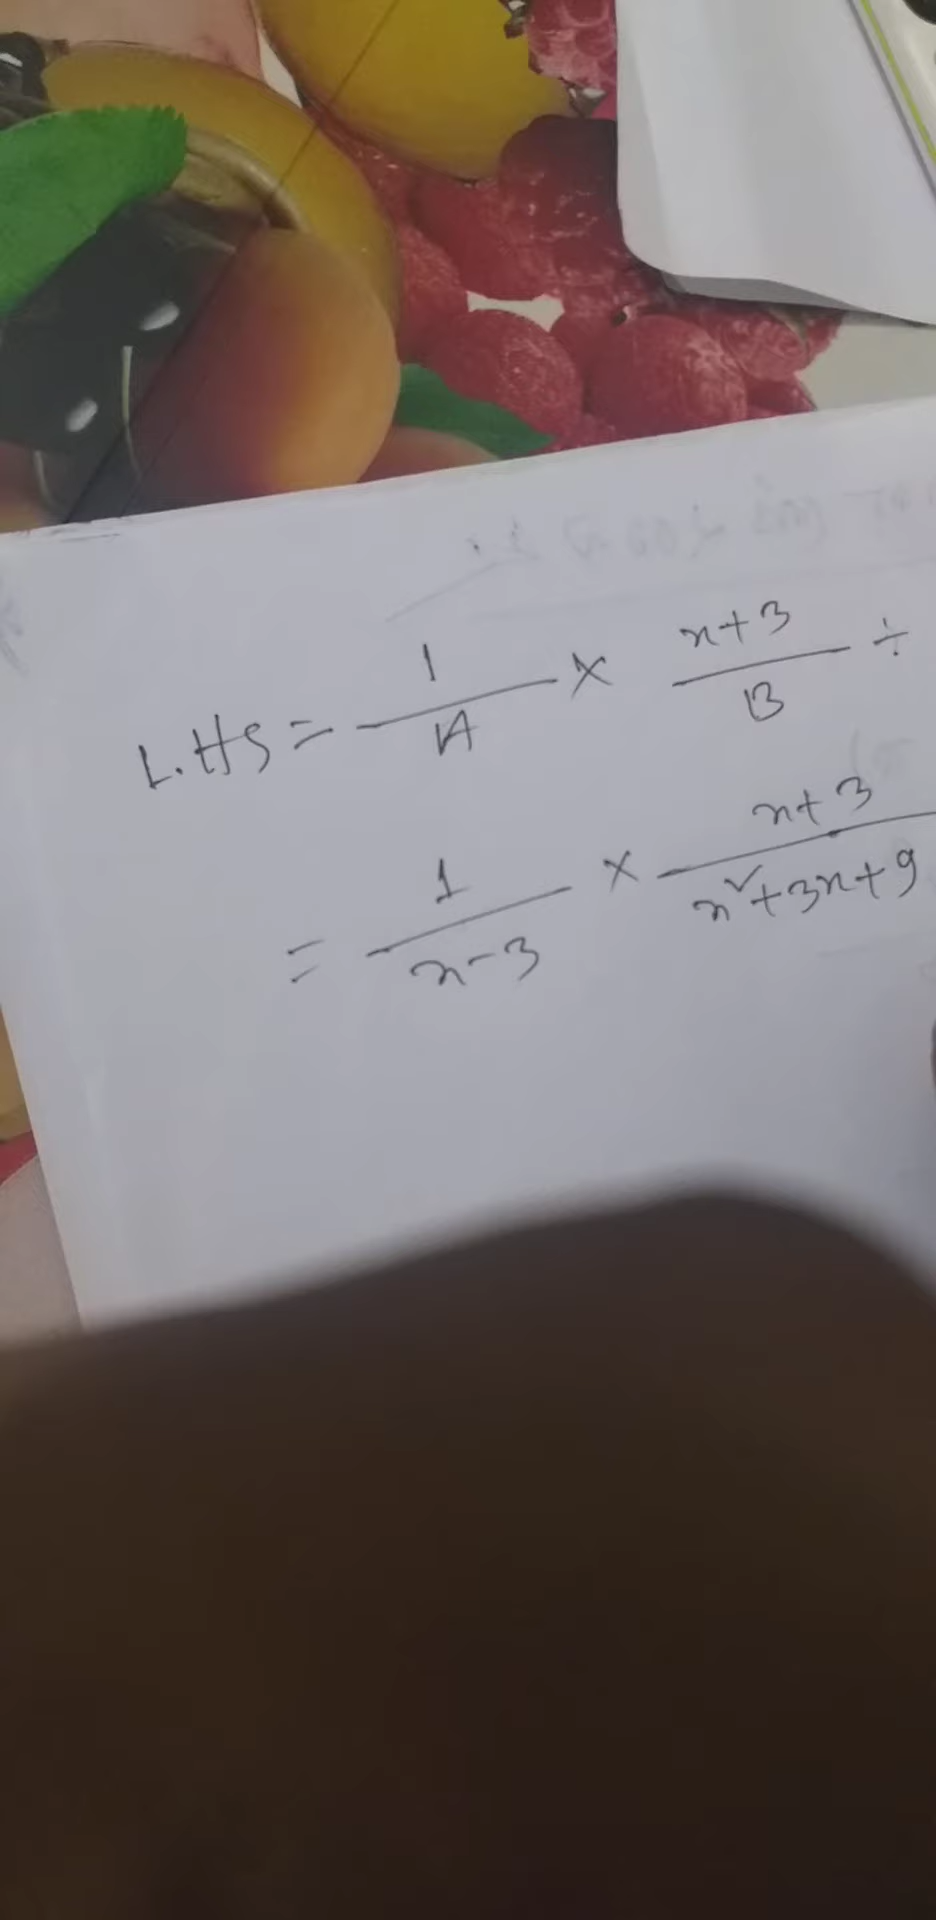 L.HS = 1/A × x+3/B ÷
= 1/x-3 × x+3/x²+3x+9